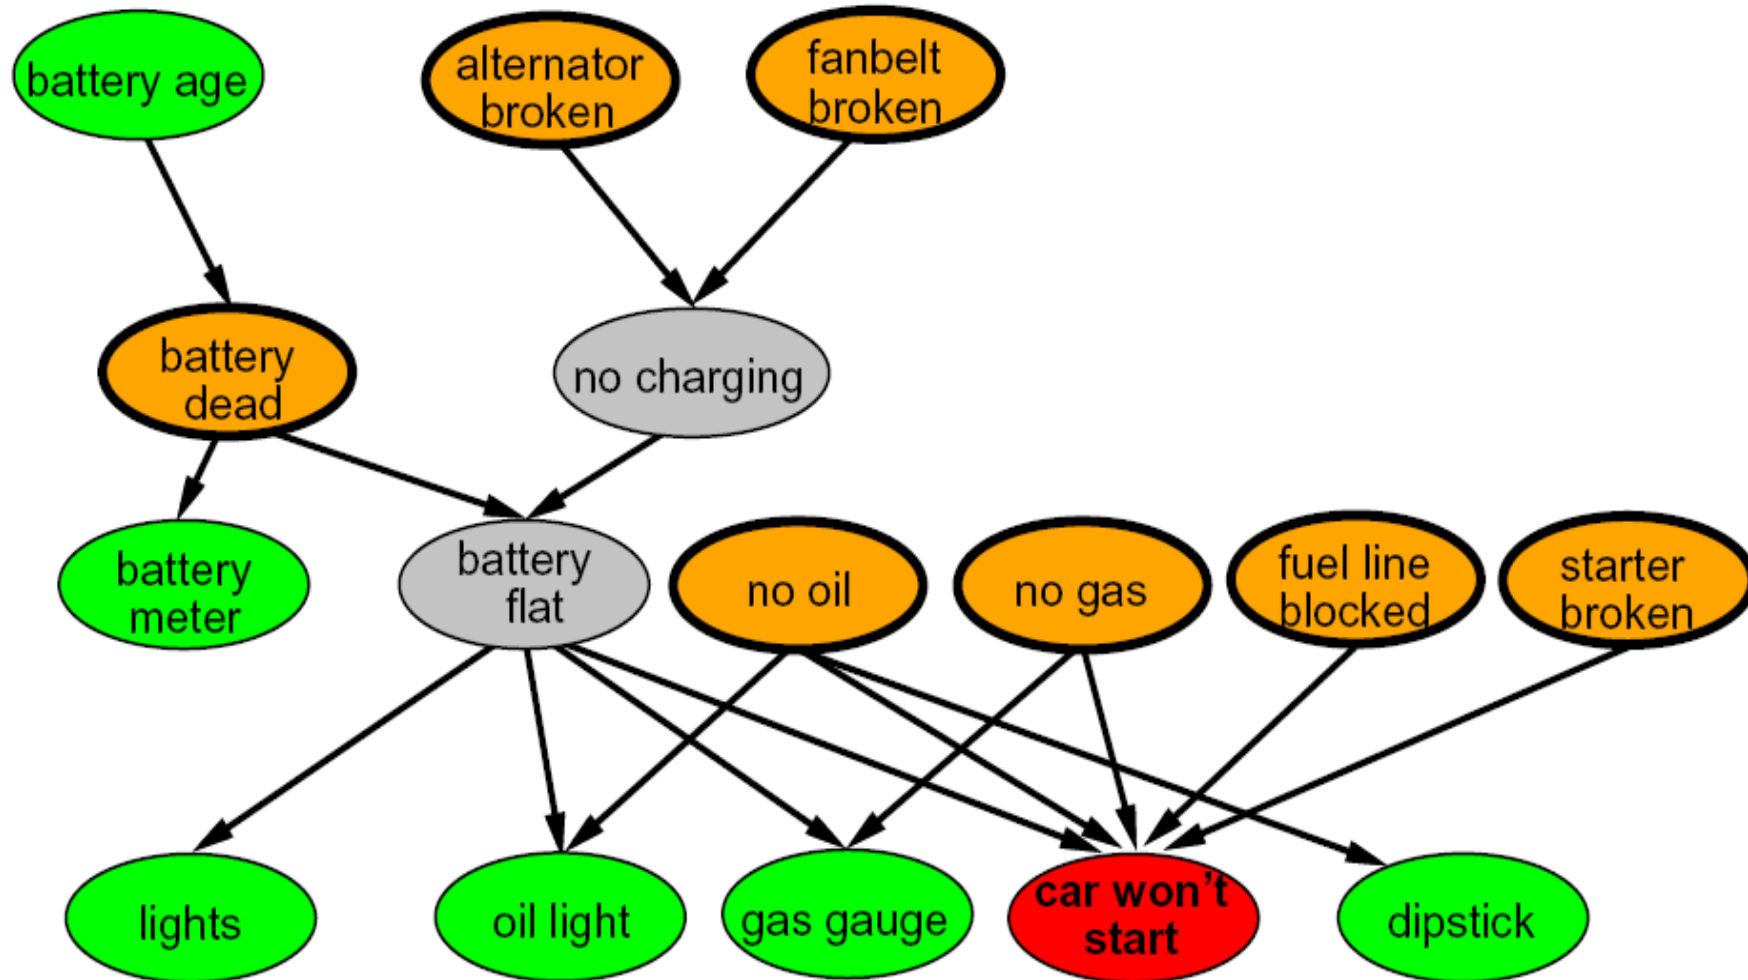 battery age
alternator
broken
fanbelt
broken
battery
dead
no charging
battery
meter
battery
flat
no oil
no gas
fuel line
blocked
starter
broken
lights
oil light
gas gauge
car won't
start
dipstick